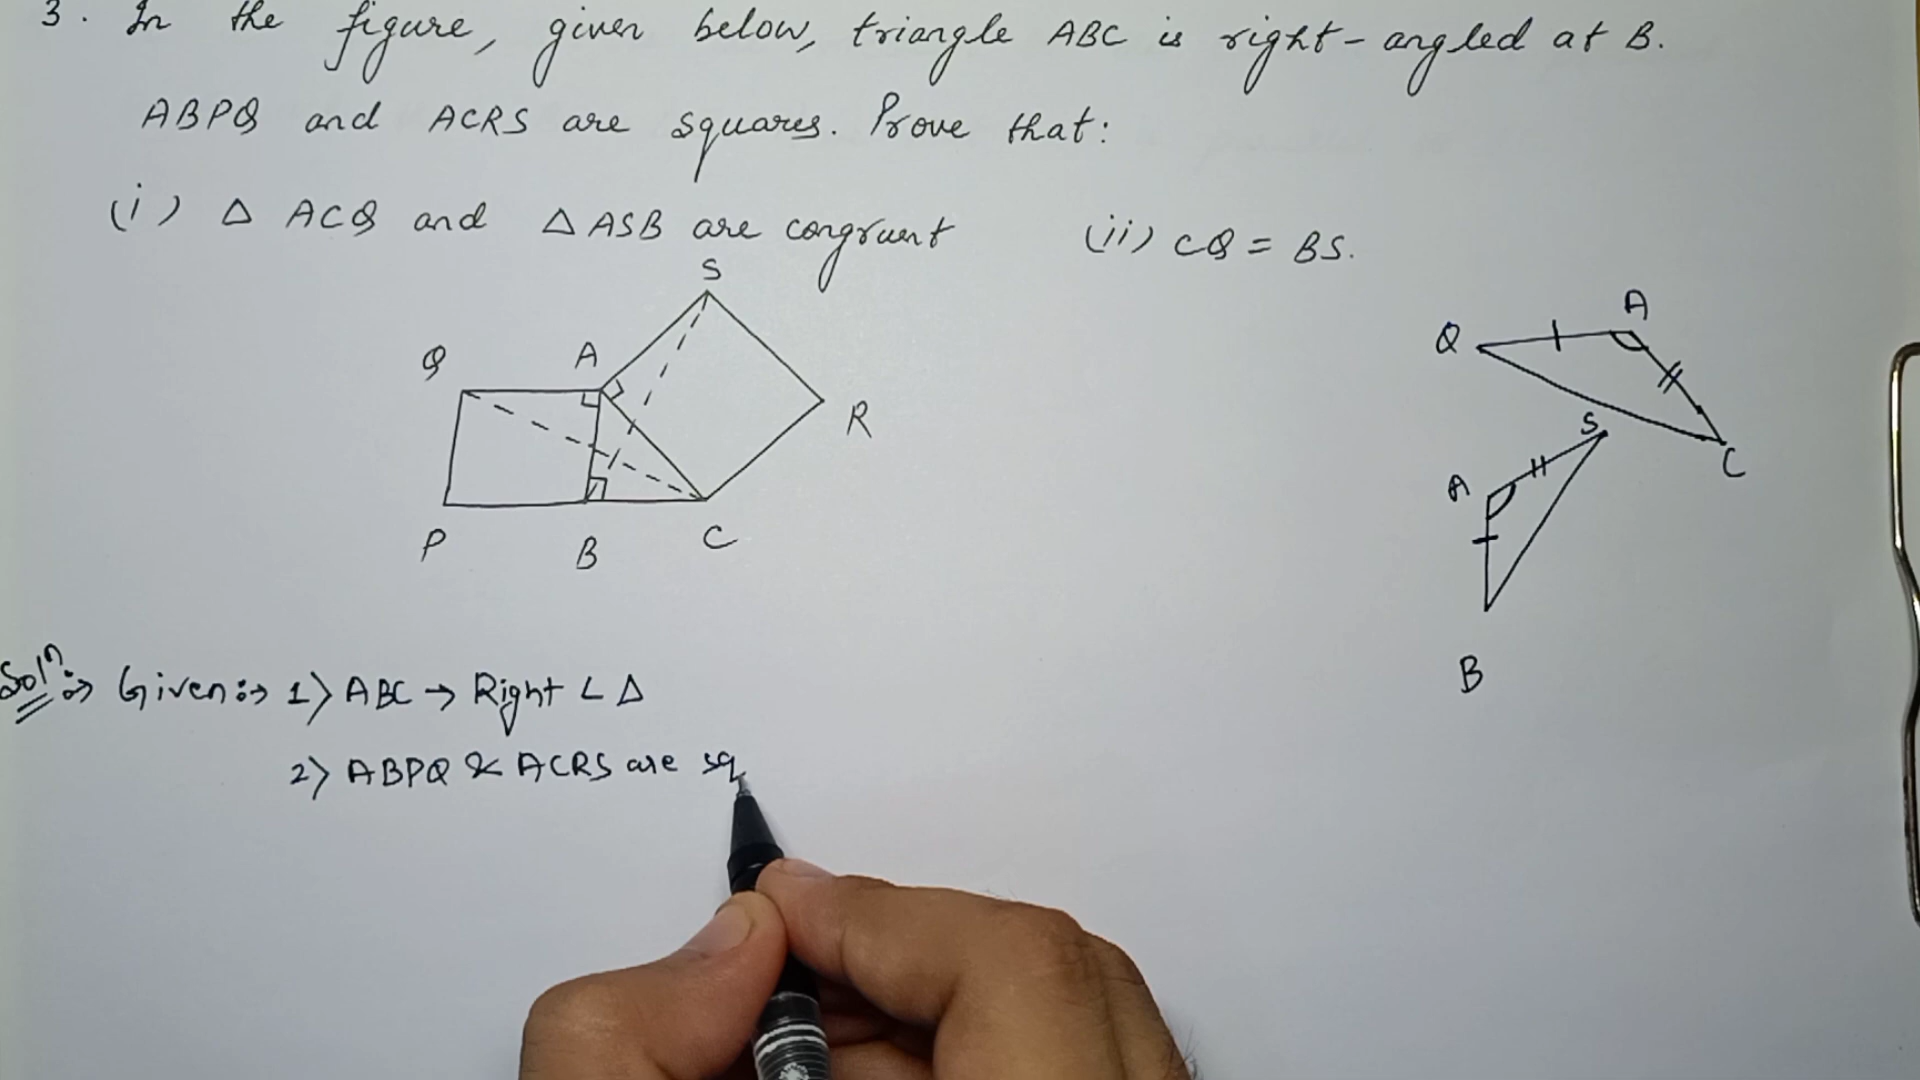 3. In the figure, given below, triangle ABC is right-angled at B.
ABPQ and ACRS are squares. Prove that:
(i) Δ ACQ and Δ ASB are congruent (ii) CQ = BS.
S
Q A
R
P B C
Q A
C
S
A
B
Solⁿ:→ Given:→ 1) ABC → Right ∠ Δ
2) ABPQ & ACRS are sq